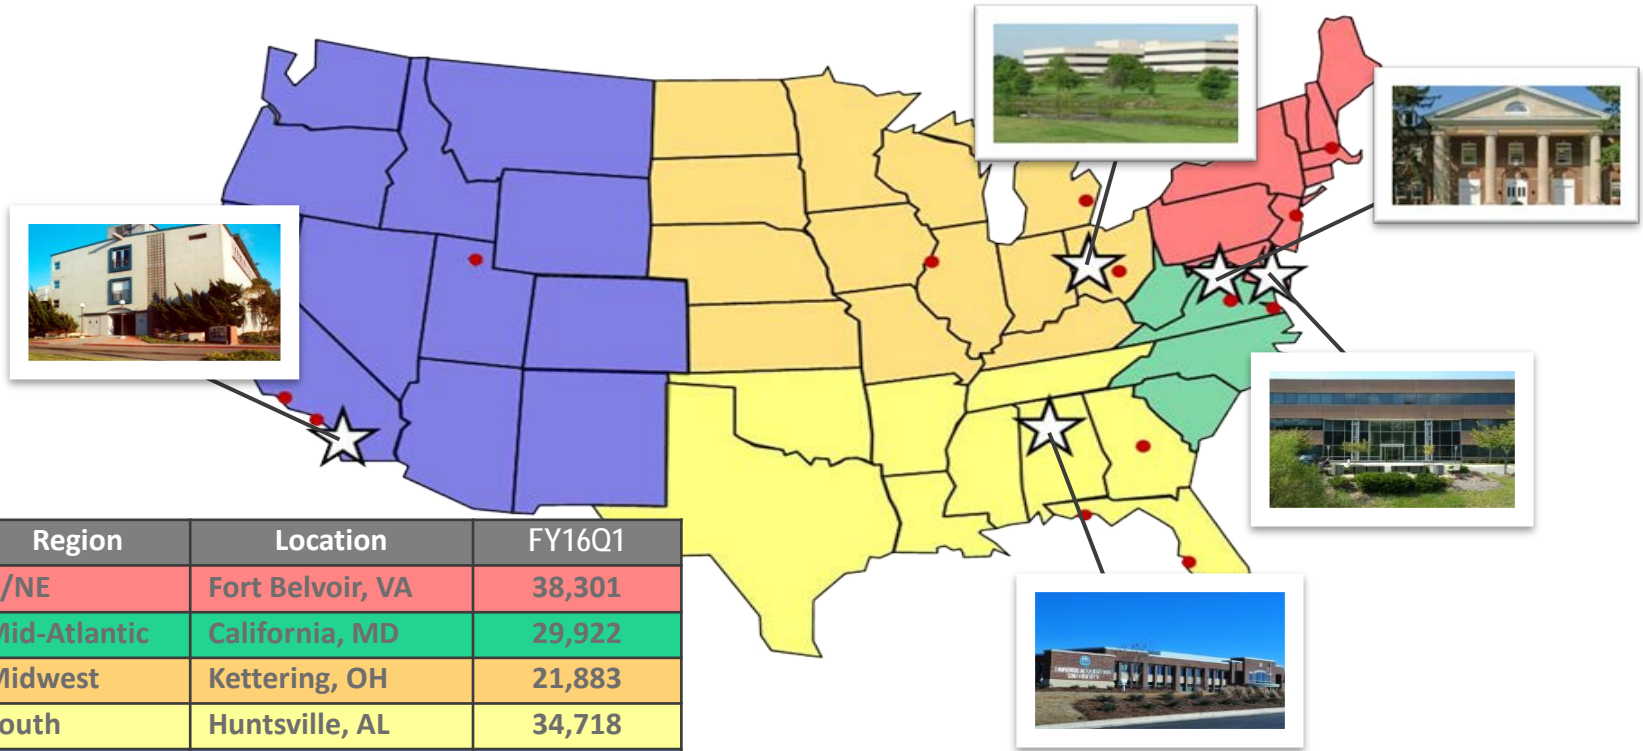 Region Location FY16Q1
/NE Fort Belvoir, VA 38,301
Mid-Atlantic California, MD 29,922
Midwest Kettering, OH 21,883
outh Huntsville, AL 34,718